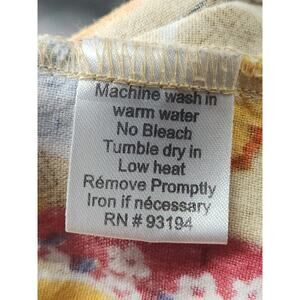 Machine wash in
warm water
No Bleach
Tumble dry in
Low heat
Rémove Promptly
Iron if nécessary
RN # 93194